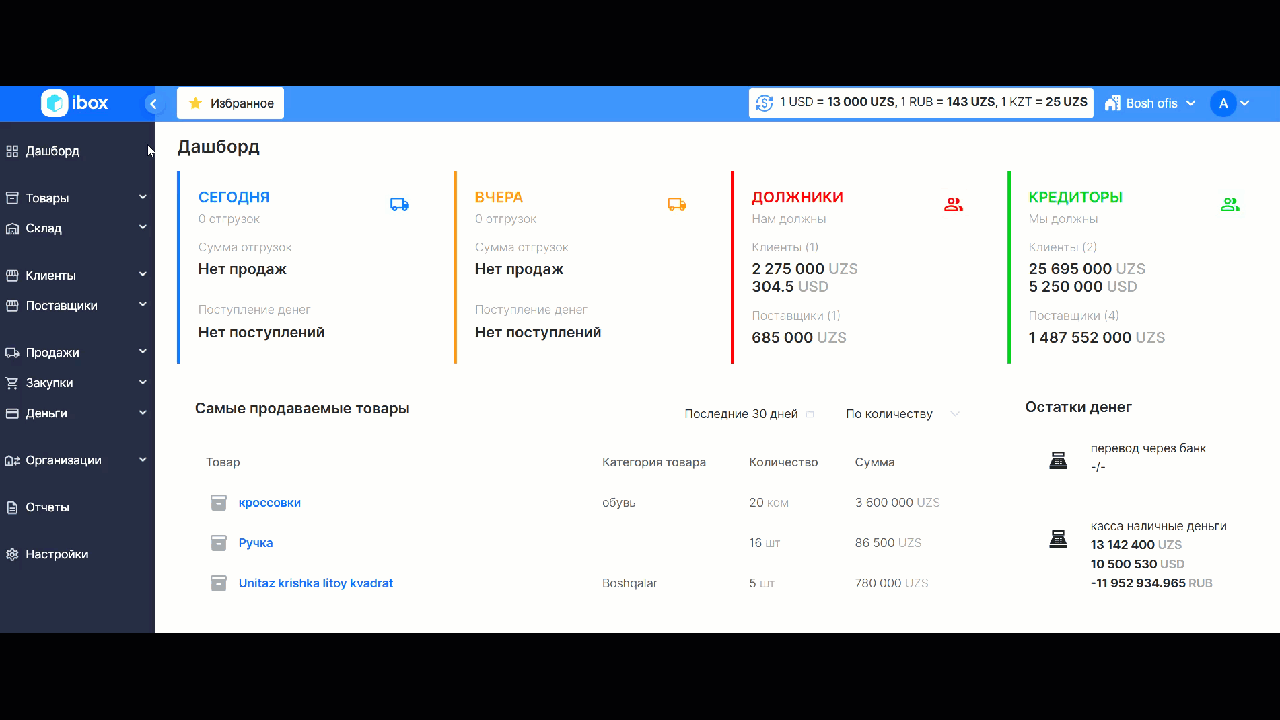 ibox
Избранное
1 USD = 13 000 UZS, 1 RUB = 143 UZS, 1 KZT = 25 UZS
Bosh ofis
A
Дашборд
Товары
Склад
Клиенты
Поставщики
Продажи
Закупки
Деньги
Организации
Отчеты
Настройки
Дашборд
СЕГОДНЯ
0 отгрузок
Сумма отгрузок
Нет продаж
Поступление денег
Нет поступлений
ВЧЕРА
0 отгрузок
Сумма отгрузок
Нет продаж
Поступление денег
Нет поступлений
ДОЛЖНИКИ
Нам должны
Клиенты (1)
2 275 000 UZS
304.5 USD
Поставщики (1)
685 000 UZS
КРЕДИТОРЫ
Мы должны
Клиенты (2)
25 695 000 UZS
5 250 000 USD
Поставщики (4)
1 487 552 000 UZS
Самые продаваемые товары
Последние 30 дней
По количеству
Товар Категория товара Количество Сумма
кроссовки обувь 20 ком 3 600 000 UZS
Ручка 16 шт 86 500 UZS
Unitaz krishka litoy kvadrat Boshqalar 5 шт 780 000 UZS
Остатки денег
перевод через банк
-/-
касса наличные деньги
13 142 400 UZS
10 500 530 USD
-11 952 934.965 RUB